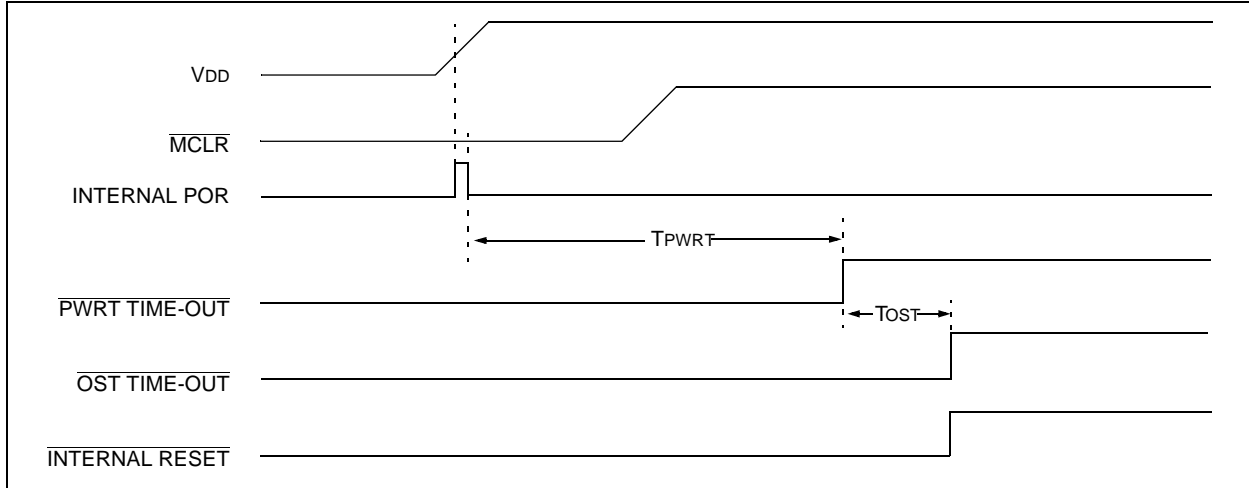 VDD
MCLR
INTERNAL POR
TPWRT
PWRT TIME-OUT
TOST
OST TIME-OUT
INTERNAL RESET